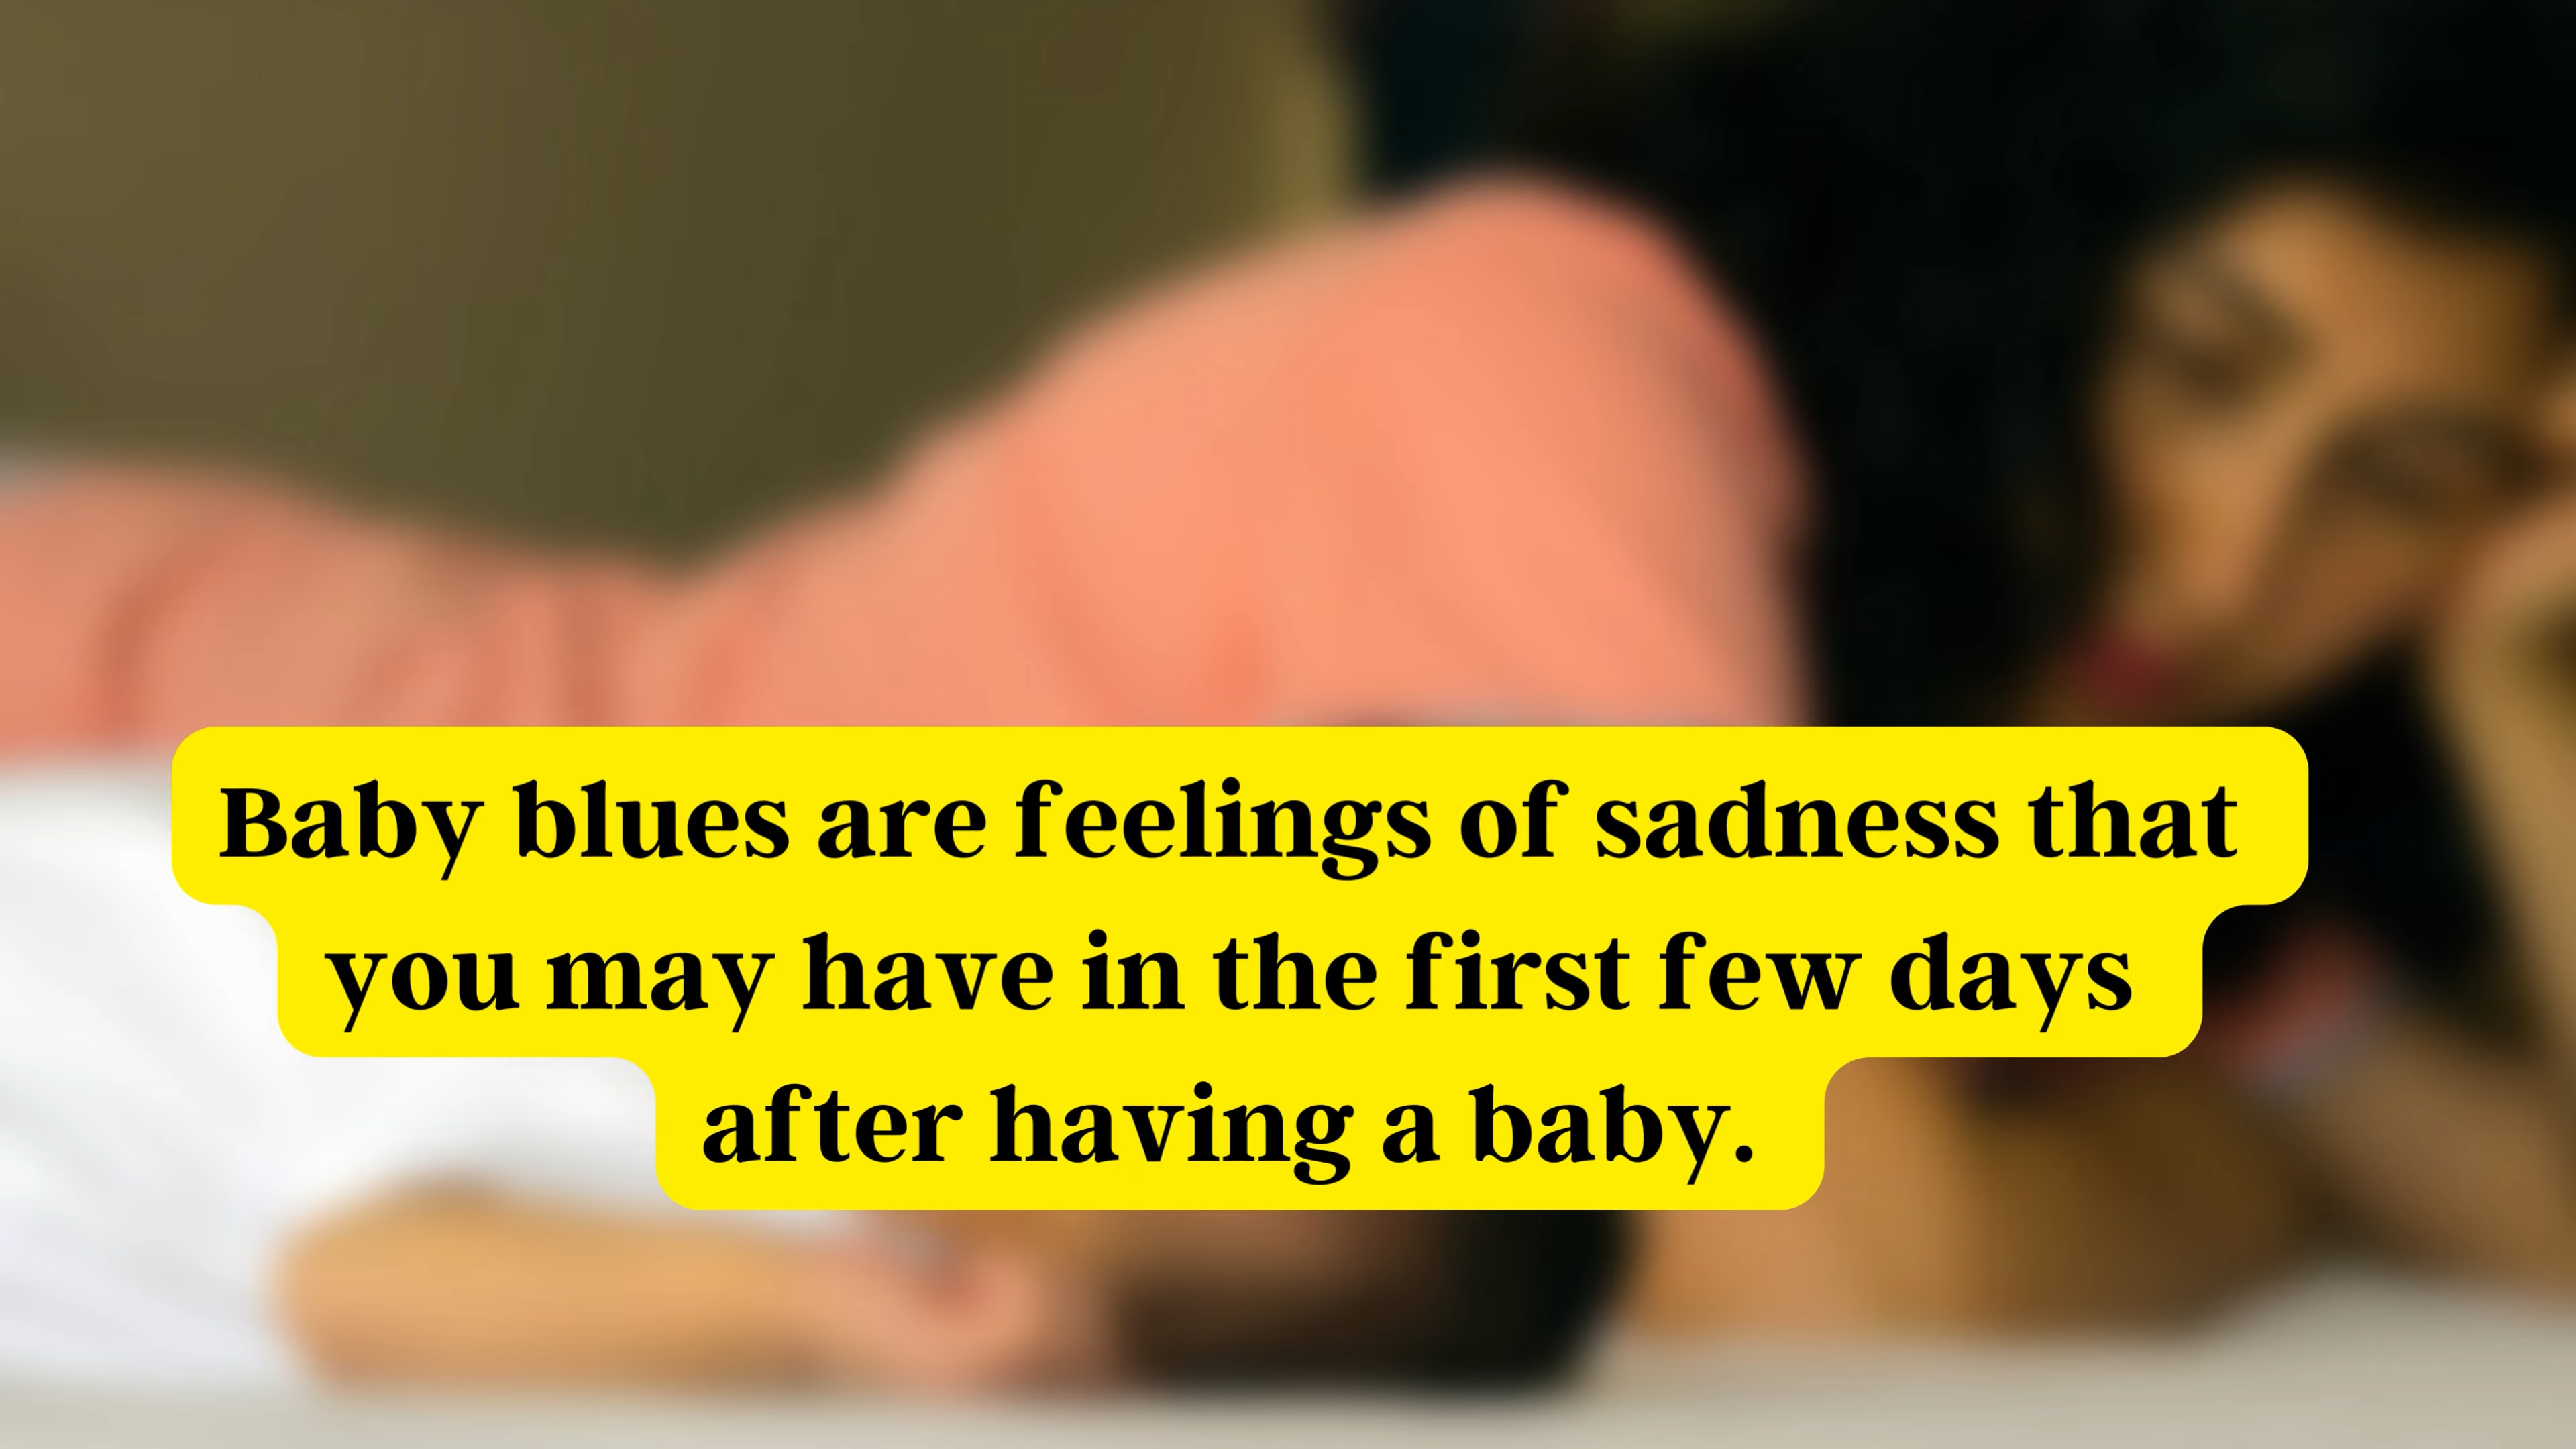 Baby blues are feelings of sadness that
you may have in the first few days
after having a baby.